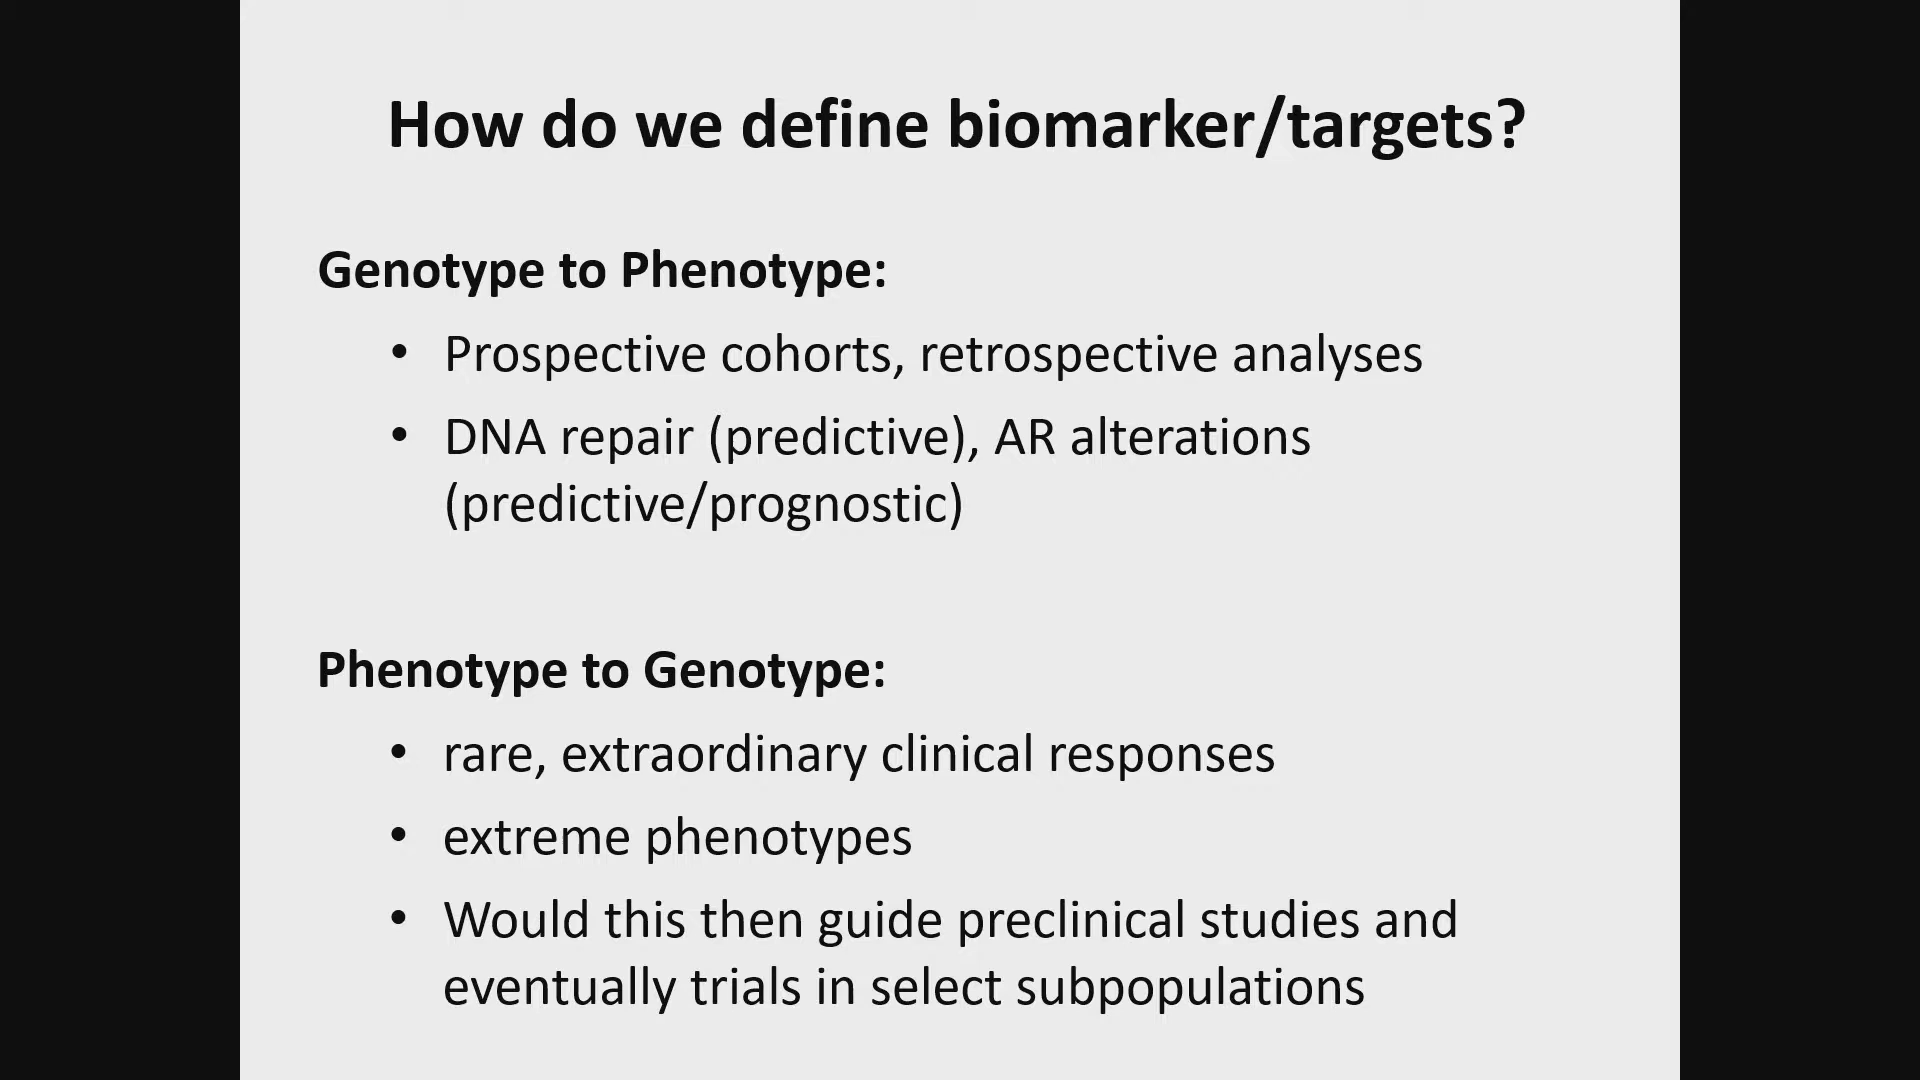 How do we define biomarker/targets?
Genotype to Phenotype:
• Prospective cohorts, retrospective analyses
• DNA repair (predictive), AR alterations
(predictive/prognostic)
Phenotype to Genotype:
• rare, extraordinary clinical responses
• extreme phenotypes
• Would this then guide preclinical studies and
eventually trials in select subpopulations